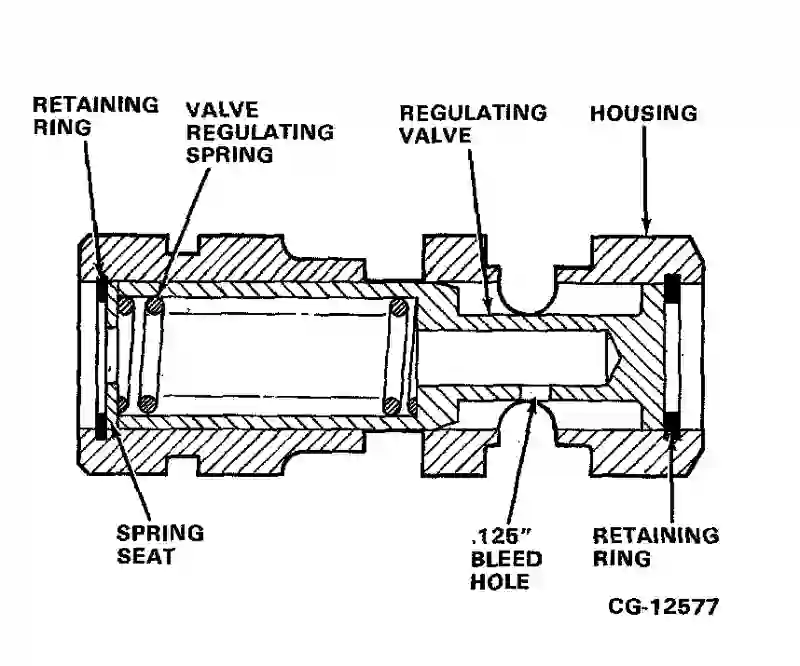 RETAINING
RING
VALVE
REGULATING
SPRING
REGULATING
VALVE
HOUSING
SPRING
SEAT
.125"
BLEED
HOLE
RETAINING
RING
CG-12577